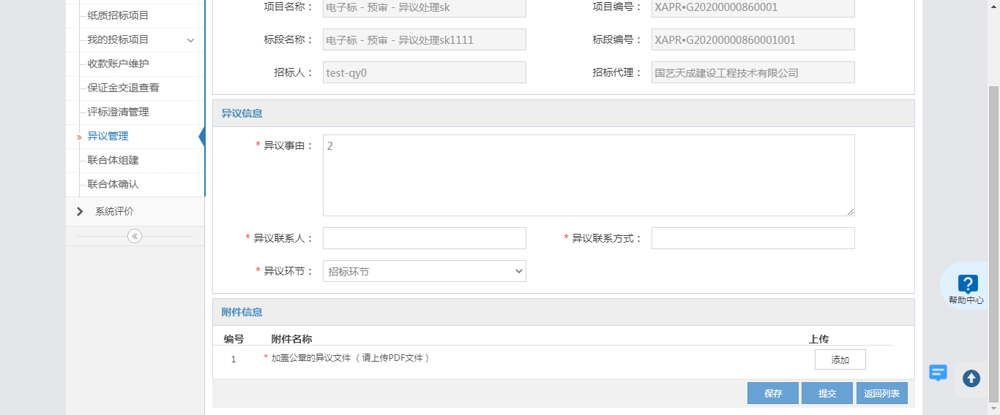 纸质招标项目
我的投标项目
收款账户维护
保证金交退查看
评标澄清管理
» 异议管理
联合体组建
联合体确认
系统评价
«
项目名称： 电子标 - 预审 - 异议处理sk 项目编号： XAPR•G20200000860001
标段名称： 电子标 - 预审 - 异议处理sk1111 标段编号： XAPR•G20200000860001001
招标人： test-qy0 招标代理： 国艺天成建设工程技术有限公司
异议信息
* 异议事由： 2
* 异议联系人： * 异议联系方式：
* 异议环节： 招标环节
附件信息
编号 附件名称 上传
1 * 加盖公章的异议文件 （ 请上传PDF文件 ） 添加
保存 提交 返回列表
?
帮助中心